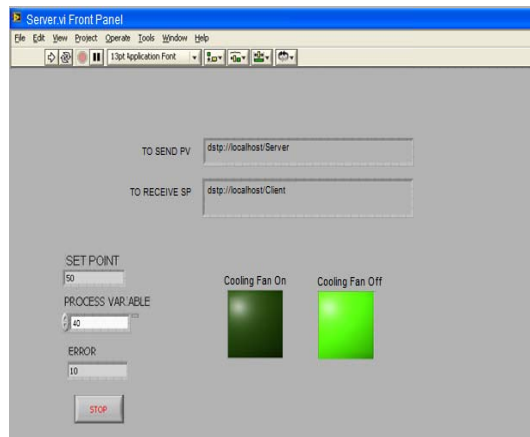 Server.vi Front Panel
File Edit View Project Operate Tools Window Help
13pt Application Font
TO SEND PV
dstp://localhost/Server
TO RECEIVE SP
dstp://localhost/Client
SET POINT
50
Cooling Fan On
Cooling Fan Off
PROCESS VARIABLE
40
ERROR
10
STOP